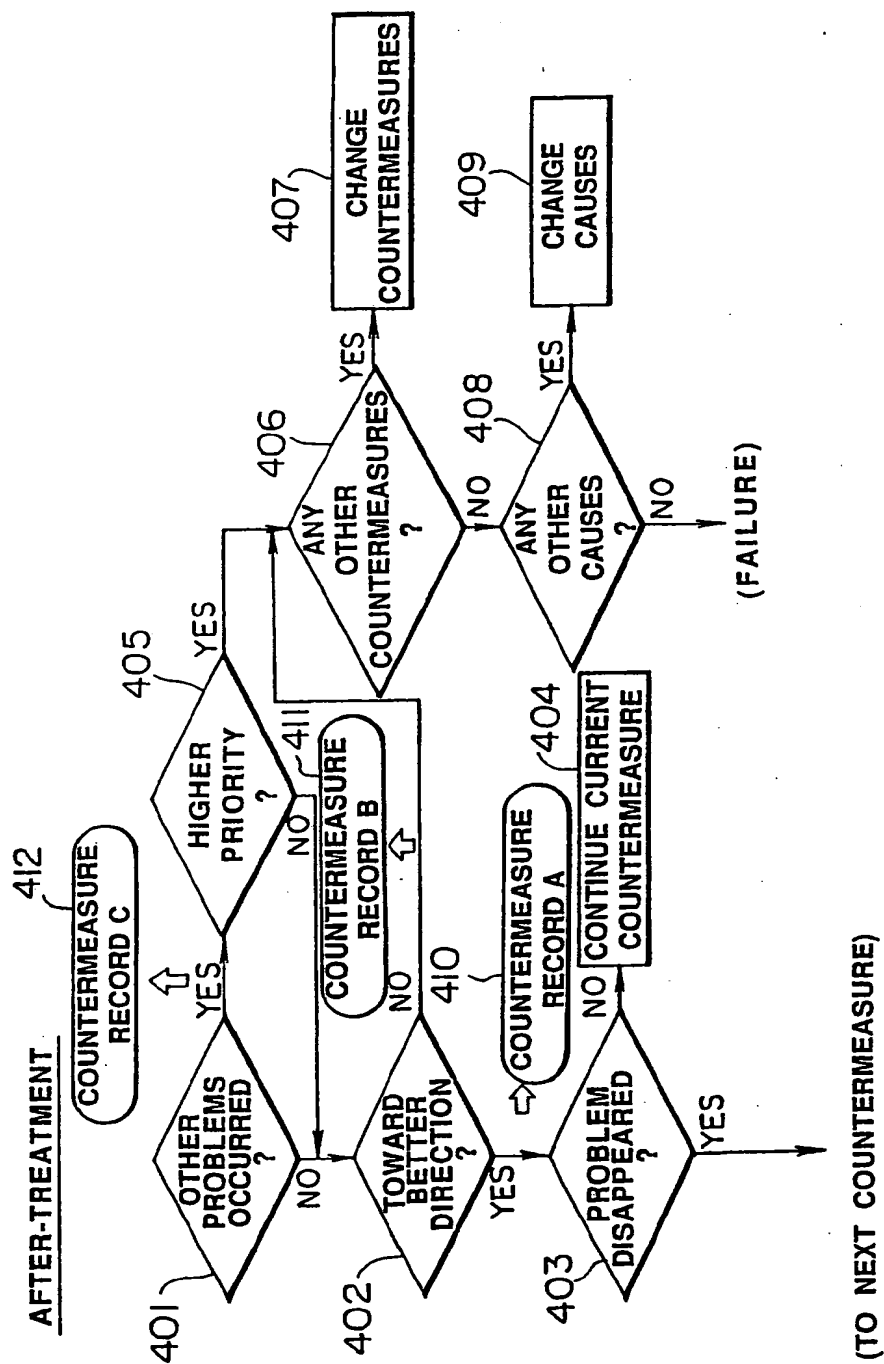 AFTER-TREATMENT
412
COUNTERMEASURE
RECORD C
401
OTHER
PROBLEMS
OCCURRED
?
YES
NO
405
HIGHER
PRIORITY
?
YES
NO
411
COUNTERMEASURE
RECORD B
402
TOWARD
BETTER
DIRECTION
?
NO
YES
406
ANY
OTHER
COUNTERMEASURES
?
YES
NO
407
CHANGE
COUNTERMEASURES
410
COUNTERMEASURE
RECORD A
403
PROBLEM
DISAPPEARED
?
NO
YES
404
CONTINUE CURRENT
COUNTERMEASURE
408
ANY
OTHER
CAUSES
?
YES
NO
409
CHANGE
CAUSES
(FAILURE)
(TO NEXT COUNTERMEASURE)